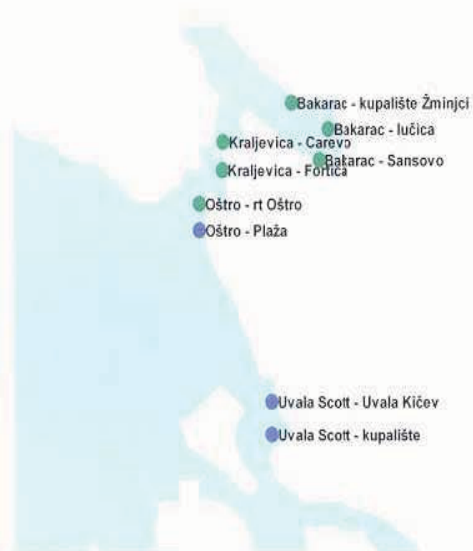 Bakarac - kupalište Žminjci
Bakarac - lučica
Kraljevica - Carevo
Bakarac - Sansovo
Kraljevica - Fortica
Oštro - rt Oštro
Oštro - Plaža
Uvala Scott - Uvala Kičev
Uvala Scott - kupalište